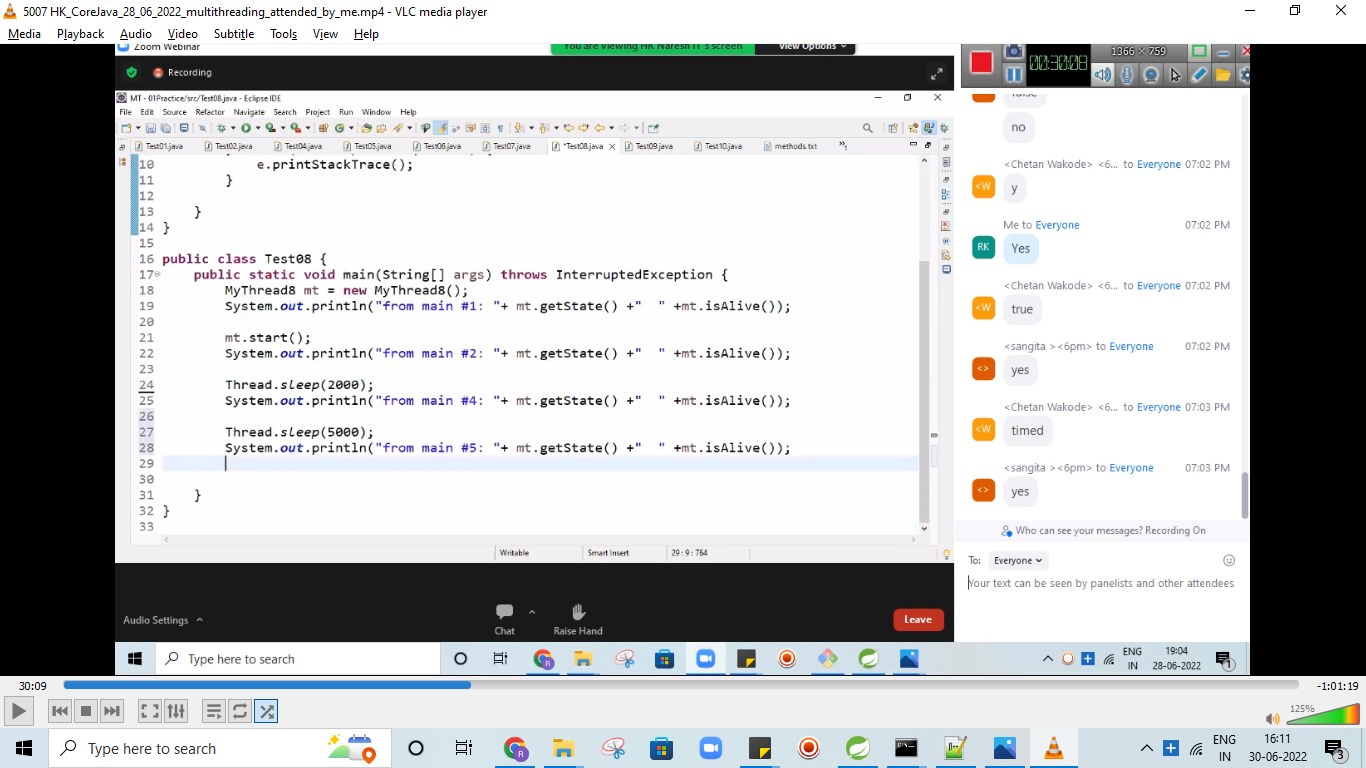 5007 HK_CoreJava_28_06_2022_multithreading_attended_by_me.mp4 - VLC media player
Media Playback Audio Video Subtitle Tools View Help
Zoom Webinar
You are viewing HK Naresh IT's screen
View Options
Recording
1366 × 759
00:30:08
MT - 01Practice/src/Test08.java - Eclipse IDE
File Edit Source Refactor Navigate Search Project Run Window Help
Test01.java Test02.java Test04.java Test05.java Test06.java Test07.java *Test08.java Test09.java Test10.java methods.txt
10 e.printStackTrace();
11 }
12
13 }
14 }
15
16 public class Test08 {
17 public static void main(String[] args) throws InterruptedException {
18 MyThread8 mt = new MyThread8();
19 System.out.println("from main #1: "+ mt.getState() +"  " +mt.isAlive());
20
21 mt.start();
22 System.out.println("from main #2: "+ mt.getState() +"  " +mt.isAlive());
23
24 Thread.sleep(2000);
25 System.out.println("from main #4: "+ mt.getState() +"  " +mt.isAlive());
26
27 Thread.sleep(5000);
28 System.out.println("from main #5: "+ mt.getState() +"  " +mt.isAlive());
29
30
31 }
32 }
33
Writable Smart Insert 29 : 9 : 764
false
no
<Chetan Wakode> <6... to Everyone 07:02 PM
<W y
Me to Everyone 07:02 PM
RK Yes
<Chetan Wakode> <6... to Everyone 07:02 PM
<W true
<sangita ><6pm> to Everyone 07:02 PM
<> yes
<Chetan Wakode> <6... to Everyone 07:03 PM
<W timed
<sangita ><6pm> to Everyone 07:03 PM
<> yes
Who can see your messages? Recording On
To: Everyone
Your text can be seen by panelists and other attendees
Audio Settings Chat Raise Hand Leave
Type here to search
R
ENG
IN
19:04
28-06-2022
1
30:09 -1:01:19
125%
Type here to search
R
ENG
IN
16:11
30-06-2022
3